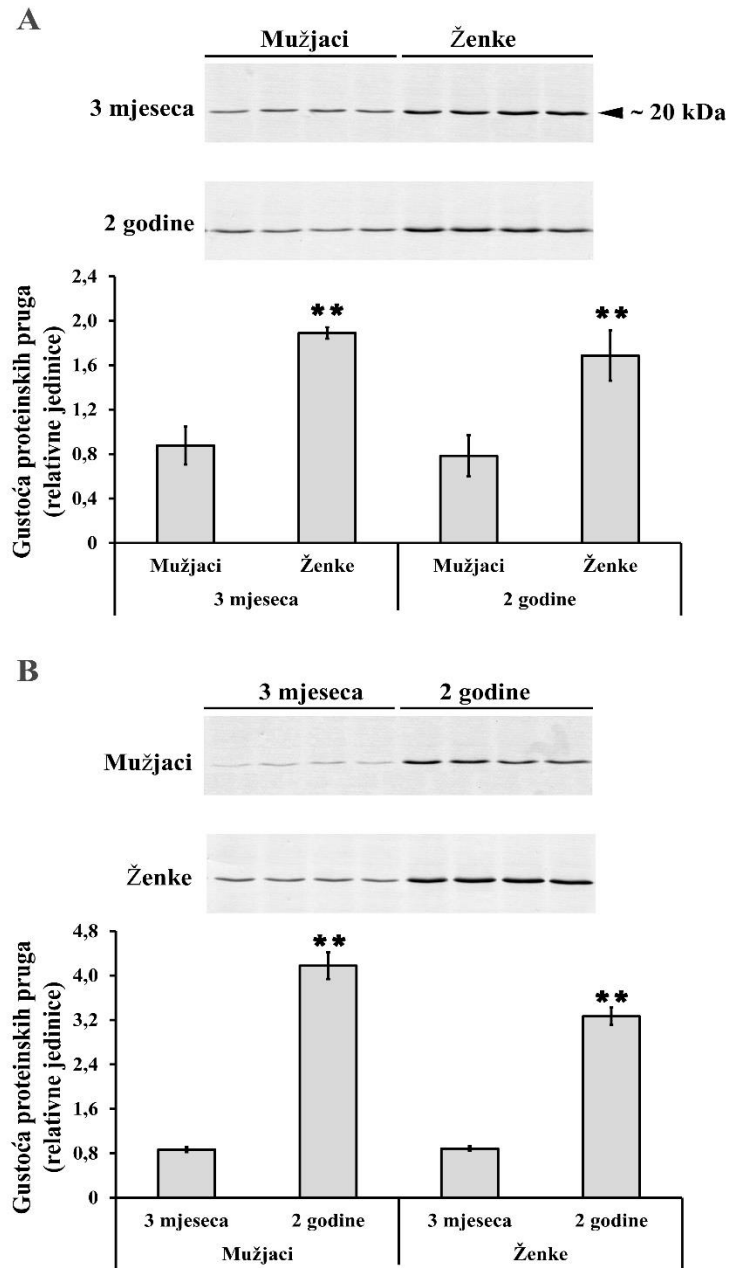 A
Mužjaci Ženke
3 mjeseca
~ 20 kDa
2 godine
Gustoća proteinskih pruga
(relativne jedinice)
2,4
2,0
1,6
1,2
0,8
0,4
0
**
**
Mužjaci Ženke Mužjaci Ženke
3 mjeseca 2 godine
B
3 mjeseca 2 godine
Mužjaci
Ženke
Gustoća proteinskih pruga
(relativne jedinice)
4,8
4,0
3,2
2,4
1,6
0,8
0
**
**
3 mjeseca 2 godine 3 mjeseca 2 godine
Mužjaci Ženke